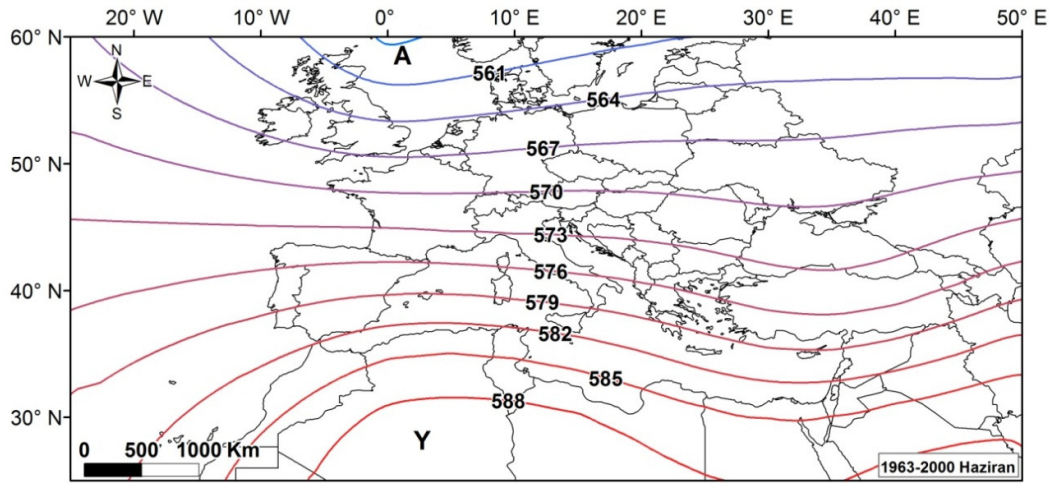 20° W 10° W 0° 10° E 20° E 30° E 40° E 50° E
60° N
N
A
W E
561
S
564
50° N
567
570
573
576
40° N
579
582
585
588
30° N
Y
0 500 1000 Km
1963-2000 Haziran